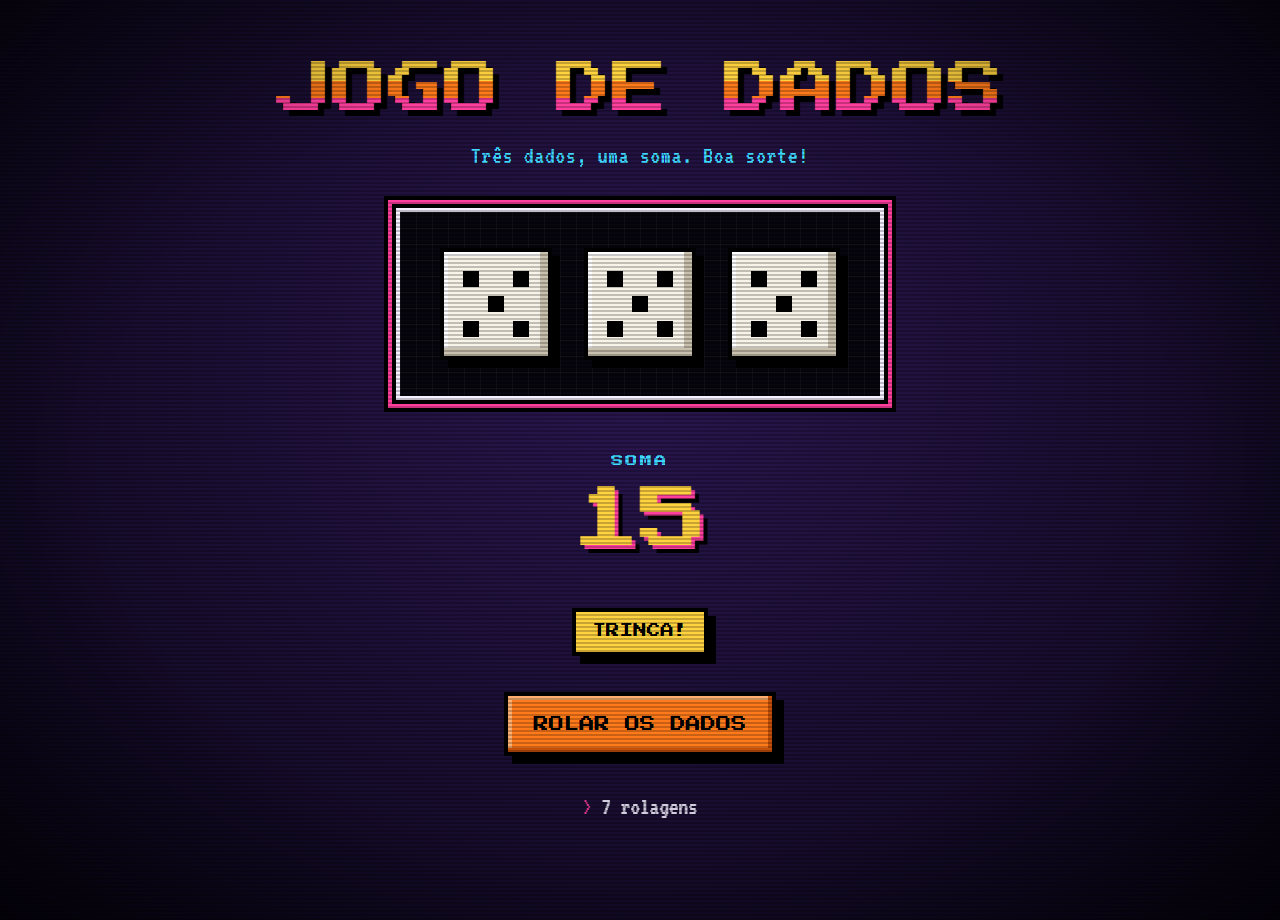 JOGO DE DADOS
Três dados, uma soma. Boa sorte!
SOMA
15
TRINCA!
ROLAR OS DADOS
> 7 rolagens